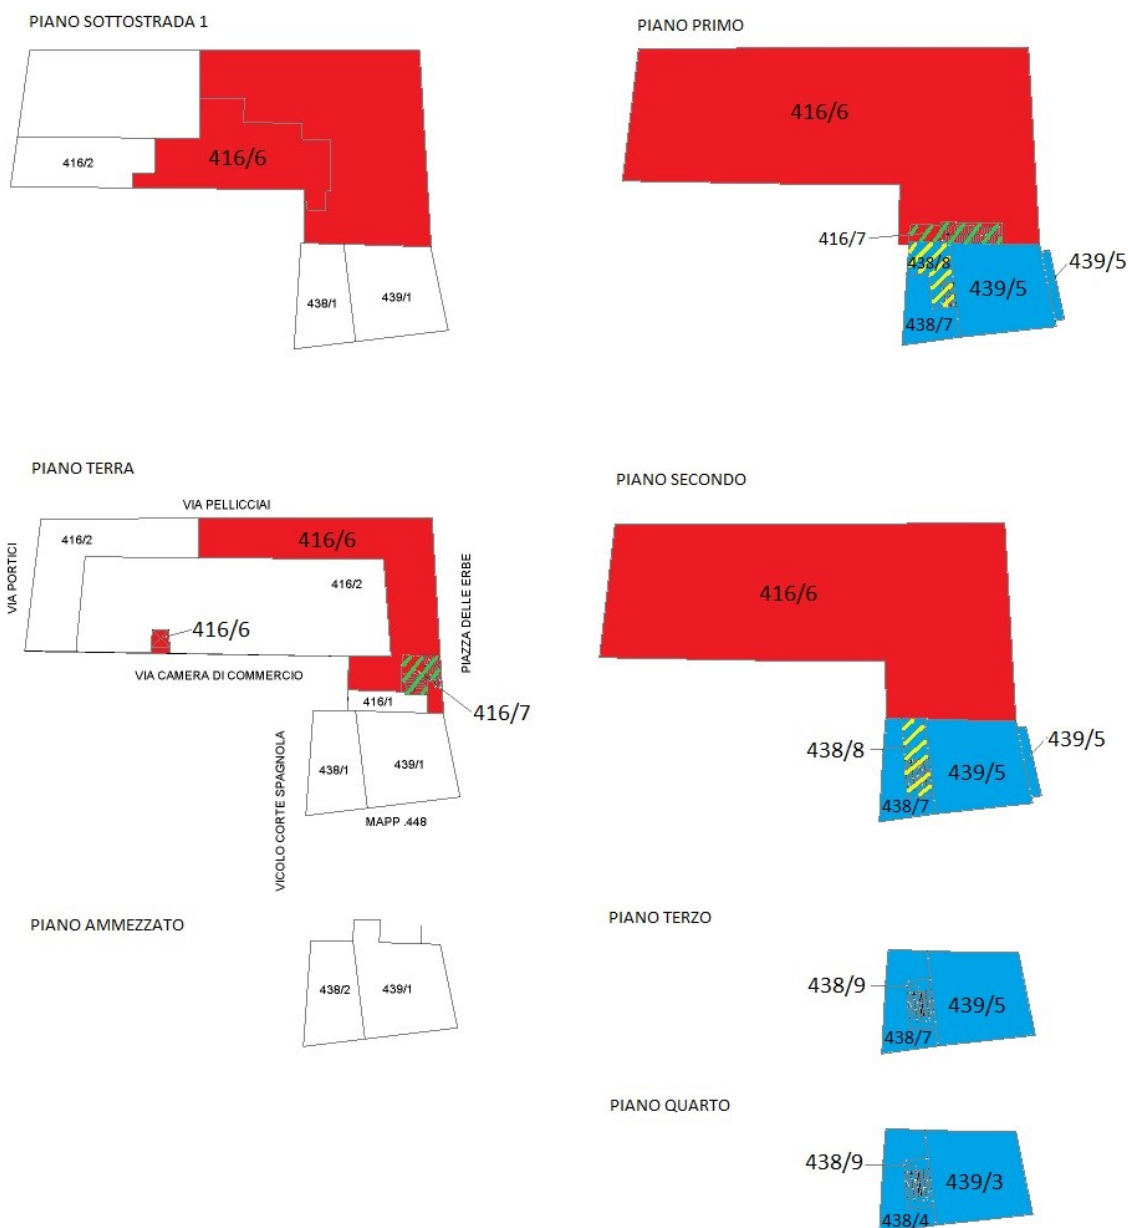 PIANO SOTTOSTRADA 1
416/2
416/6
438/1
439/1
PIANO PRIMO
416/6
416/7
438/8
439/5
439/5
438/7
PIANO TERRA
VIA PELLICCIAI
416/2
416/6
VIA PORTICI
416/2
416/6
PIAZZA DELLE ERBE
VIA CAMERA DI COMMERCIO
416/1
416/7
VICOLO CORTE SPAGNOLA
438/1
439/1
MAPP .448
PIANO SECONDO
416/6
438/8
439/5
439/5
438/7
PIANO AMMEZZATO
438/2
439/1
PIANO TERZO
438/9
439/5
438/7
PIANO QUARTO
438/9
439/3
438/4